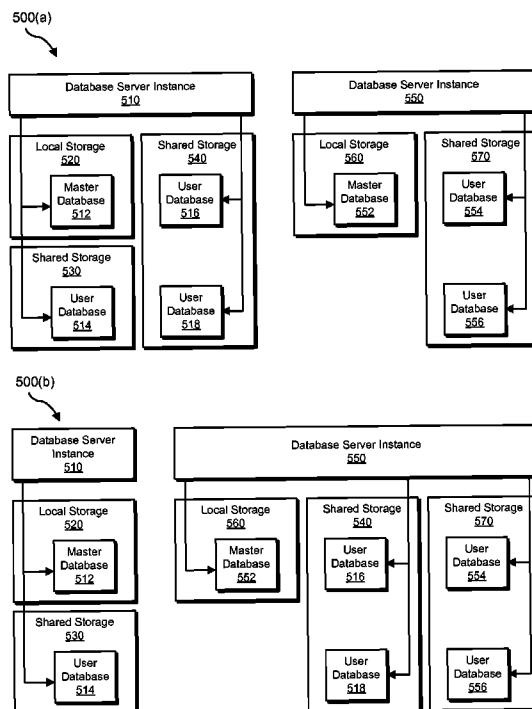 500(a)
Database Server Instance
510
Local Storage
520
Master
Database
512
Shared Storage
530
User
Database
514
Shared Storage
540
User
Database
516
User
Database
518
Database Server Instance
550
Local Storage
560
Master
Database
552
Shared Storage
570
User
Database
554
User
Database
556
500(b)
Database Server
Instance
510
Local Storage
520
Master
Database
512
Shared Storage
530
User
Database
514
Database Server Instance
550
Local Storage
560
Master
Database
552
Shared Storage
540
User
Database
516
User
Database
518
Shared Storage
570
User
Database
554
User
Database
556